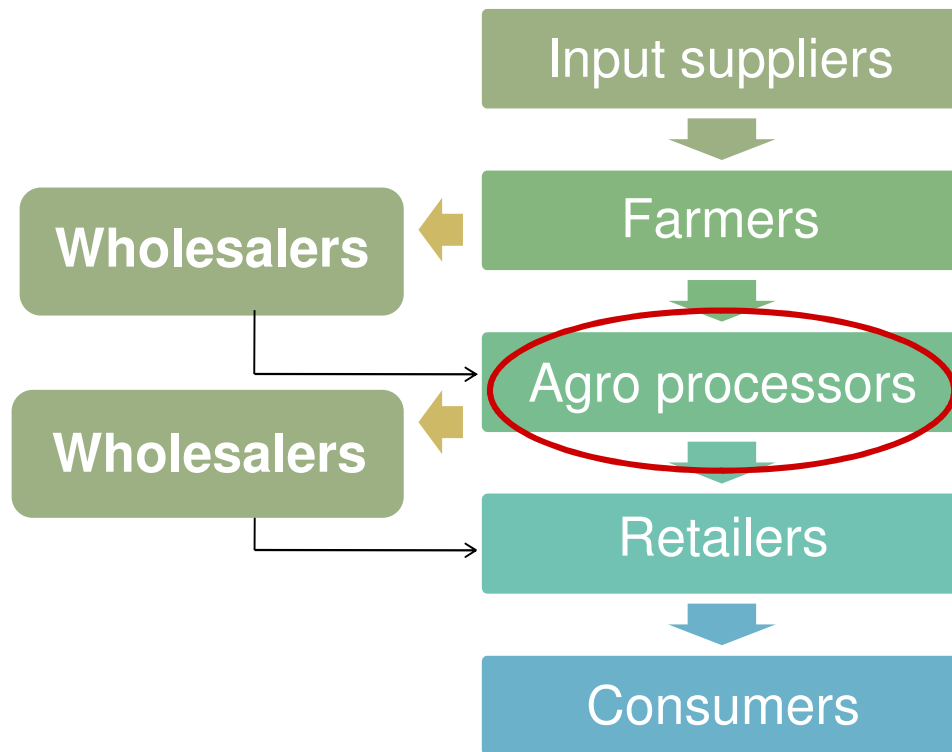 Input suppliers
Farmers
Wholesalers
Agro processors
Wholesalers
Retailers
Consumers